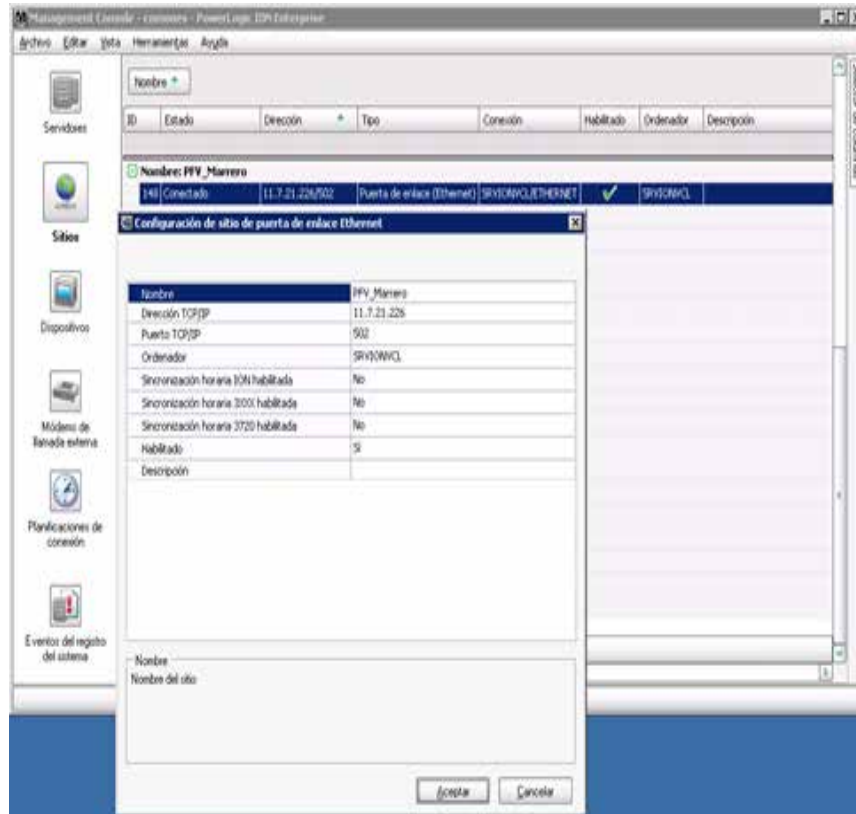 Management Console - conexiones - PowerLogic ION Enterprise
Archivo Editar Vista Herramientas Ayuda
Nombre
ID Estado Dirección Tipo Conexión Habilitado Ordenador Descripción
Nombre: PFV_Marrero
148 Conectado 11.7.21.226/502 Puerta de enlace (Ethernet) SRVIONVCL/ETHERNET SRVIONVCL
Servidores
Sitios
Dispositivos
Módems de
llamada externa
Planificaciones de
conexión
Eventos del registro
del sistema
Configuración de sitio de puerta de enlace Ethernet
Nombre PFV_Marrero
Dirección TCP/IP 11.7.21.226
Puerto TCP/IP 502
Ordenador SRVIONVCL
Sincronización horaria ION habilitada No
Sincronización horaria 3XXX habilitada No
Sincronización horaria 3720 habilitada No
Habilitado Sí
Descripción
Nombre
Nombre del sitio
Aceptar Cancelar